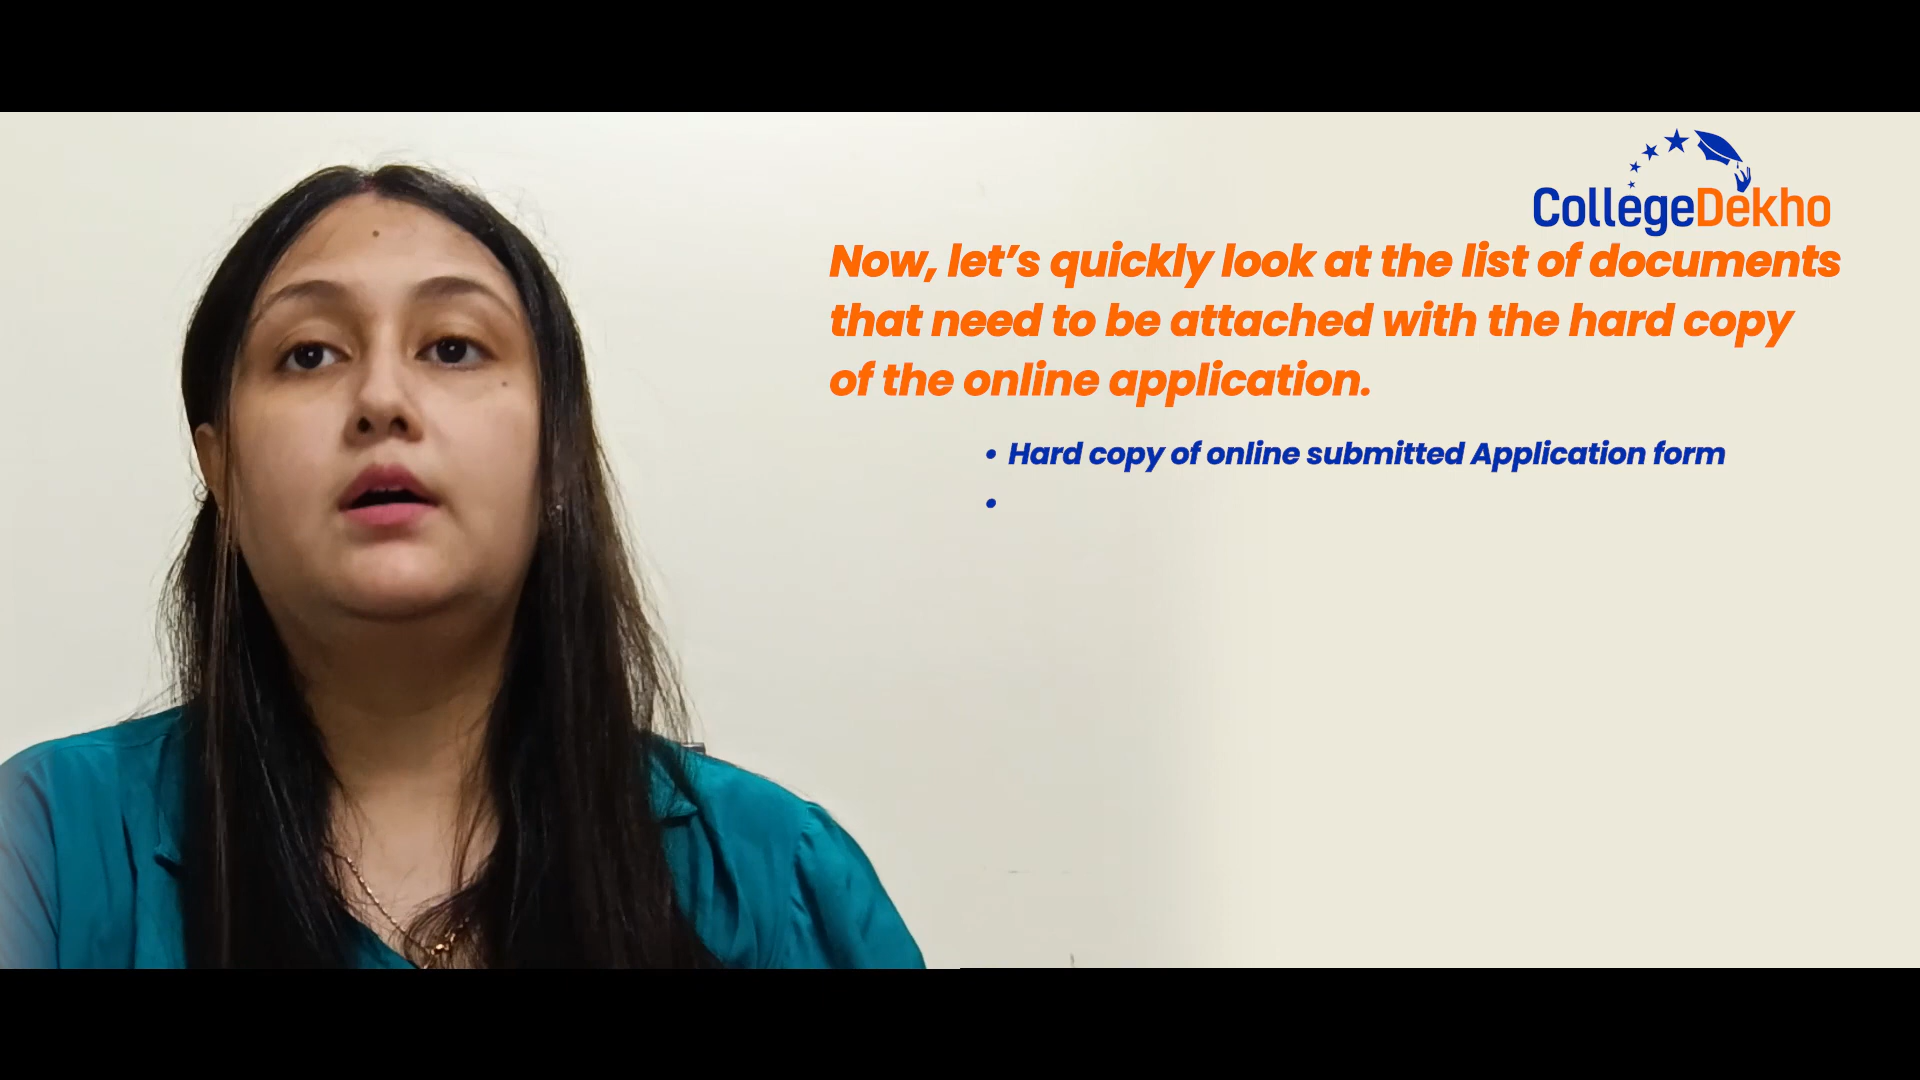 CollegeDekho
Now, let’s quickly look at the list of documents
that need to be attached with the hard copy
of the online application.
• Hard copy of online submitted Application form
•